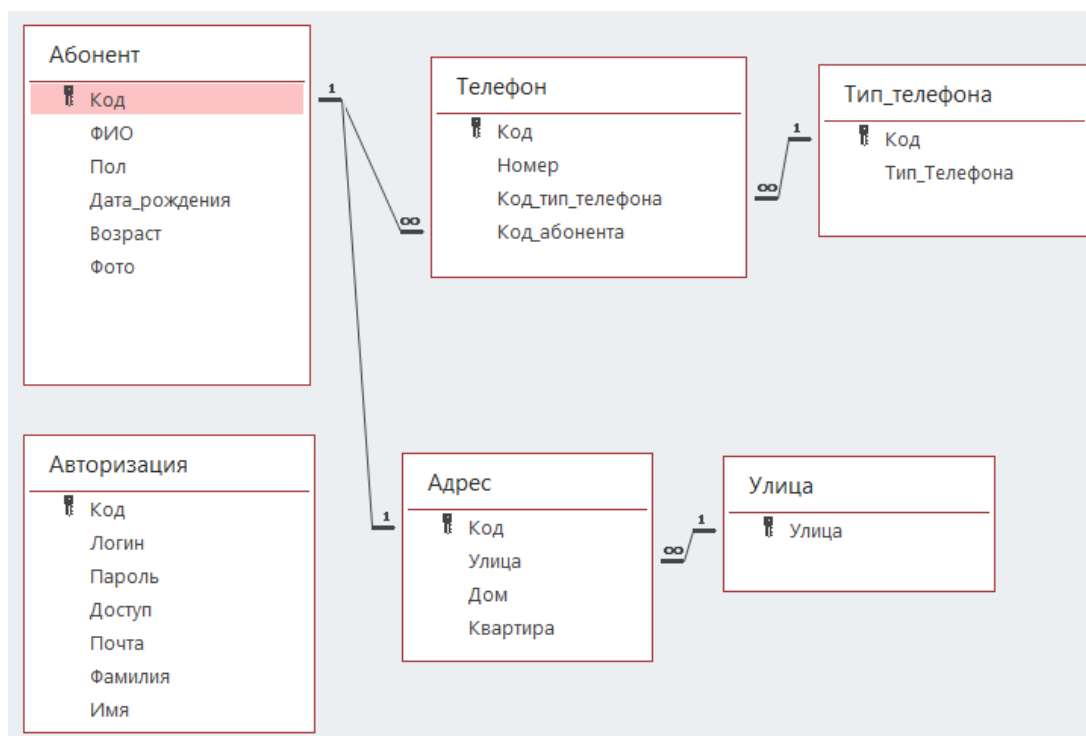 Абонент
Код
ФИО
Пол
Дата_рождения
Возраст
Фото
1
∞
Телефон
Код
Номер
Код_тип_телефона
Код_абонента
∞
1
Тип_телефона
Код
Тип_Телефона
Авторизация
Код
Логин
Пароль
Доступ
Почта
Фамилия
Имя
1
Адрес
Код
Улица
Дом
Квартира
∞
1
Улица
Улица